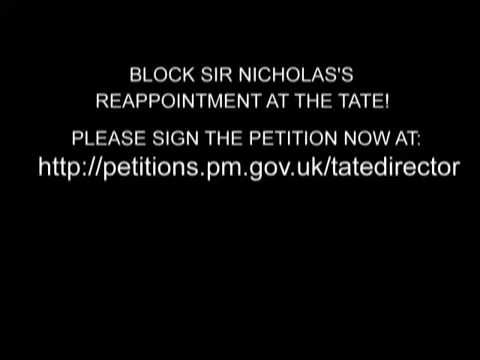 BLOCK SIR NICHOLAS'S
REAPPOINTMENT AT THE TATE!
PLEASE SIGN THE PETITION NOW AT:
http://petitions.pm.gov.uk/tatedirector